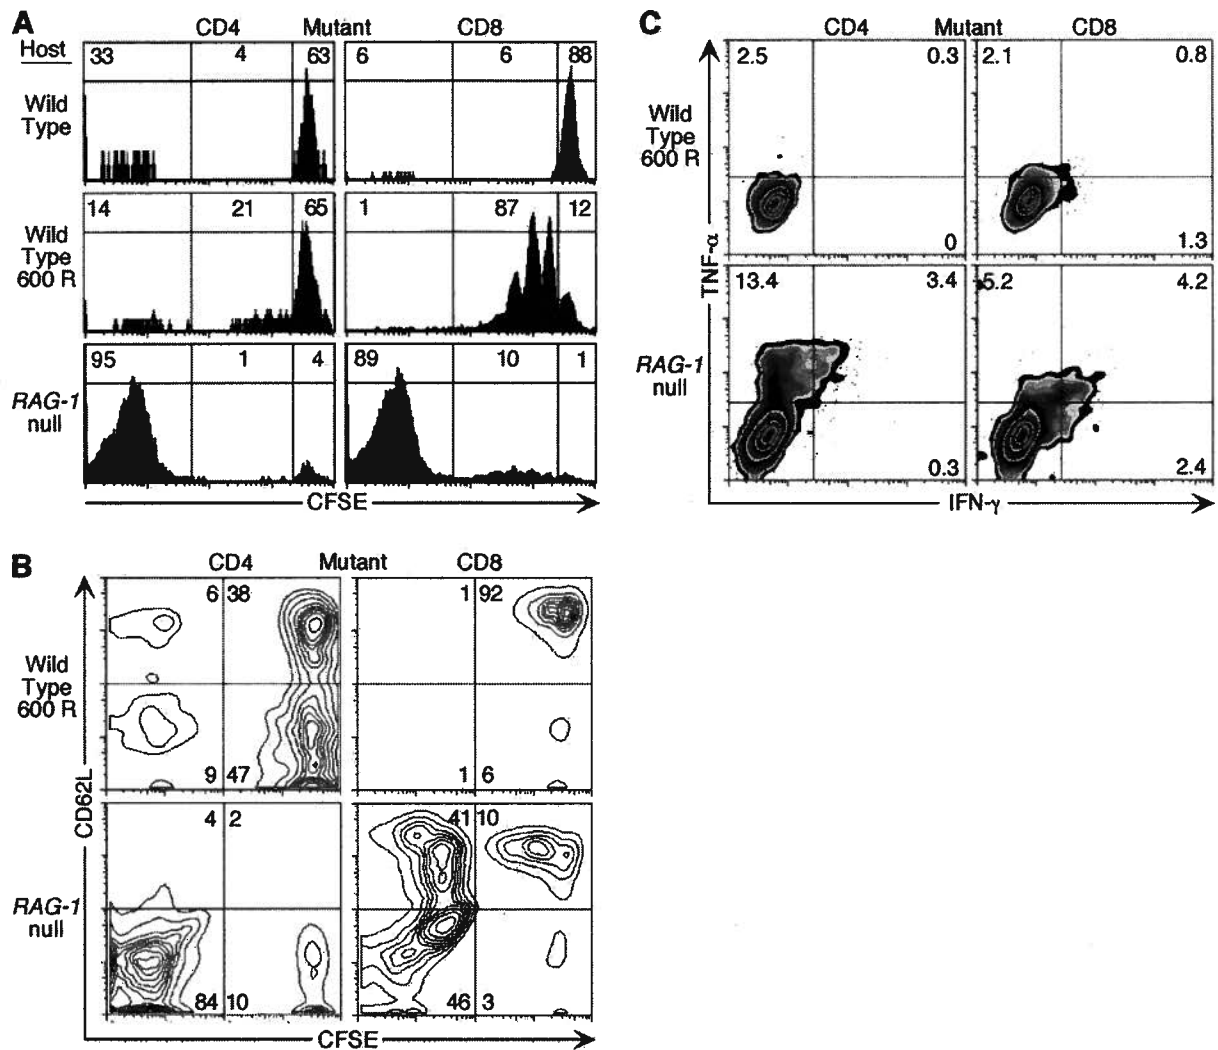 A
CD4 Mutant CD8
Host
33 4 63 6 6 88
Wild
Type
14 21 65 1 87 12
Wild
Type
600 R
95 1 4 89 10 1
RAG-1
null
CFSE
B
CD4 Mutant CD8
6 38 1 92
Wild
Type
600 R
9 47 1 6
CD62L
4 2 41 10
RAG-1
null
84 10 46 3
CFSE
C
CD4 Mutant CD8
2.5 0.3 2.1 0.8
Wild
Type
600 R
0 1.3
TNF-α
13.4 3.4 5.2 4.2
RAG-1
null
0.3 2.4
IFN-γ